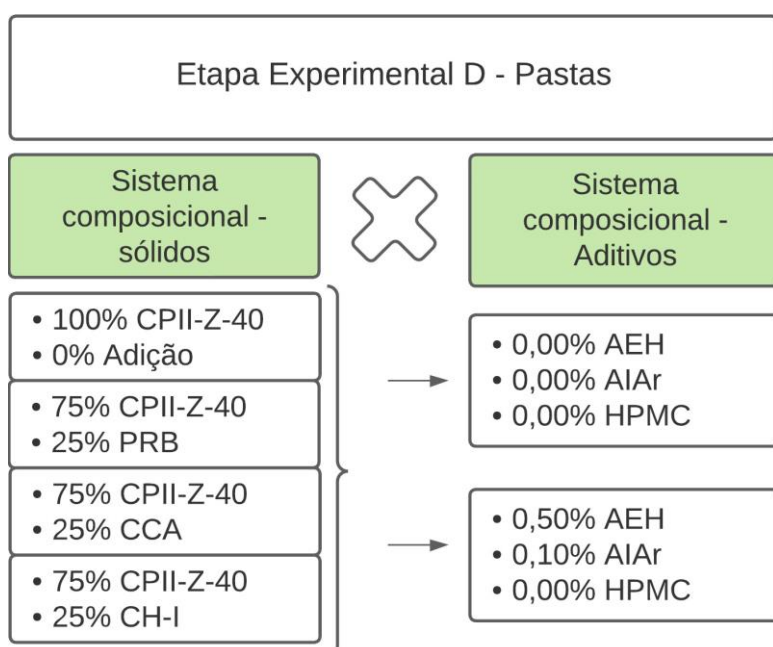 Etapa Experimental D - Pastas
Sistema
composicional -
sólidos
Sistema
composicional -
Aditivos
• 100% CPII-Z-40
• 0% Adição
• 75% CPII-Z-40
• 25% PRB
• 75% CPII-Z-40
• 25% CCA
• 75% CPII-Z-40
• 25% CH-I
• 0,00% AEH
• 0,00% AIAr
• 0,00% HPMC
• 0,50% AEH
• 0,10% AIAr
• 0,00% HPMC